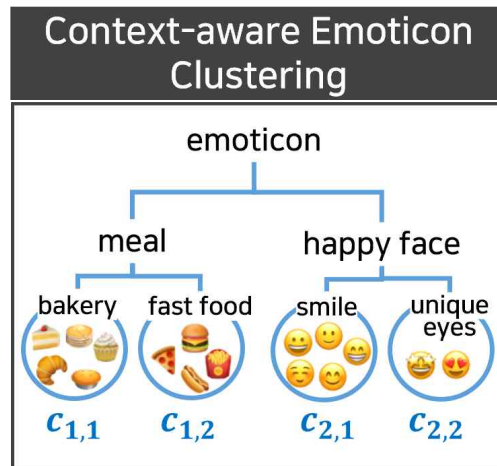 Context-aware Emoticon
Clustering
emoticon
meal
happy face
bakery
fast food
smile
unique
eyes
c1,1
c1,2
c2,1
c2,2